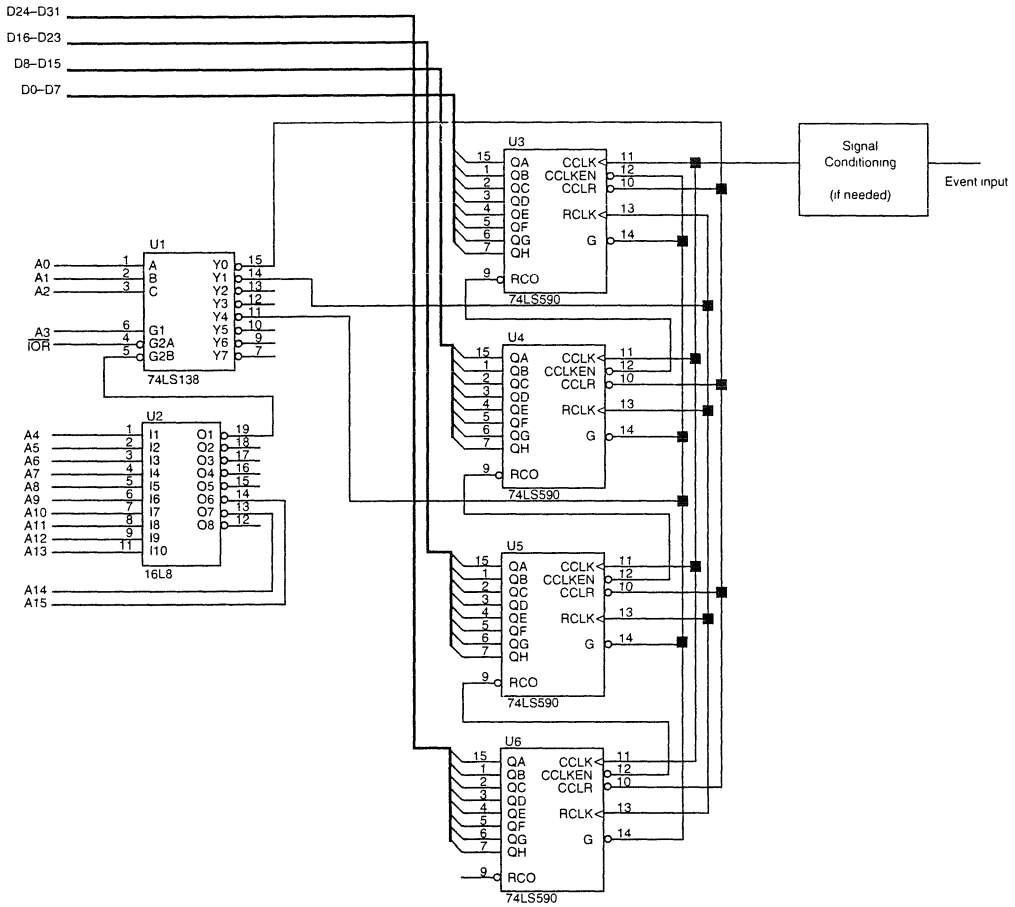 D24–D31
D16–D23
D8–D15
D0–D7
U3
15 QA CCLK 11
1 QB CCLKEN 12
2 QC CCLR 10
3 QD
4 QE RCLK 13
5 QF
6 QG G 14
7 QH
9 RCO
74LS590
Signal
Conditioning
(if needed)
Event input
U1
A0 1 A Y0 15
A1 2 B Y1 14
A2 3 C Y2 13
Y3 12
Y4 11
A3 6 G1 Y5 10
IOR 4 G2A Y6 9
5 G2B Y7 7
74LS138
U4
15 QA CCLK 11
1 QB CCLKEN 12
2 QC CCLR 10
3 QD
4 QE RCLK 13
5 QF
6 QG G 14
7 QH
9 RCO
74LS590
U2
A4 1 I1 O1 19
A5 2 I2 O2 18
A6 3 I3 O3 17
A7 4 I4 O4 16
A8 5 I5 O5 15
A9 6 I6 O6 14
A10 7 I7 O7 13
A11 8 I8 O8 12
A12 9 I9
A13 11 I10
16L8
A14
A15
U5
15 QA CCLK 11
1 QB CCLKEN 12
2 QC CCLR 10
3 QD
4 QE RCLK 13
5 QF
6 QG G 14
7 QH
9 RCO
74LS590
U6
15 QA CCLK 11
1 QB CCLKEN 12
2 QC CCLR 10
3 QD
4 QE RCLK 13
5 QF
6 QG G 14
7 QH
9 RCO
74LS590